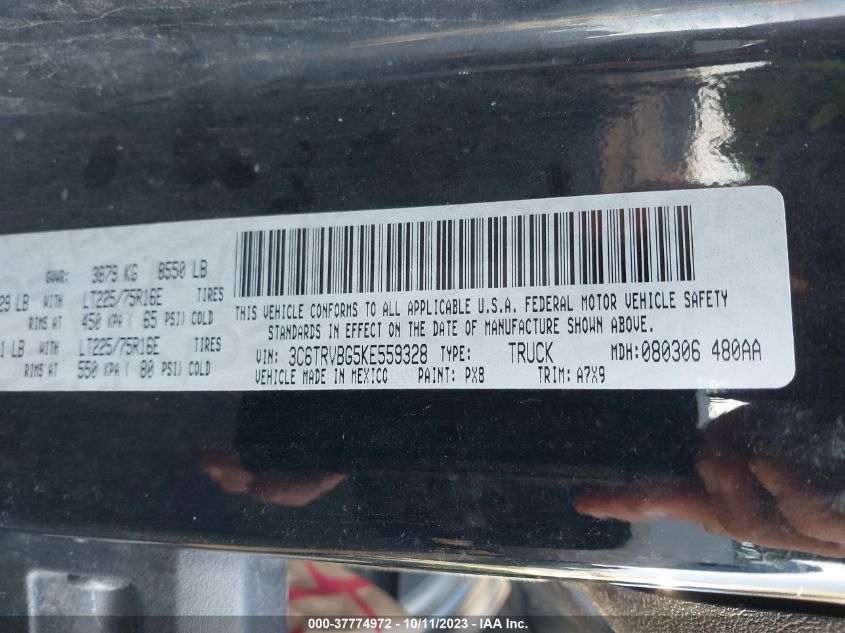 GVWR: 3879 KG 8550 LB
29 LB WITH LT225/75R16E TIRES
RIMS AT 450 KPA ( 65 PSI) COLD
1 LB WITH LT225/75R16E TIRES
RIMS AT 550 KPA ( 80 PSI) COLD
THIS VEHICLE CONFORMS TO ALL APPLICABLE U.S.A. FEDERAL MOTOR VEHICLE SAFETY
STANDARDS IN EFFECT ON THE DATE OF MANUFACTURE SHOWN ABOVE.
VIN: 3C6TRVBG5KE559328 TYPE: TRUCK MDH: 080306 480AA
VEHICLE MADE IN MEXICO PAINT: PX8 TRIM: A7X9
000-37774972 - 10/11/2023 - © IAA Inc.